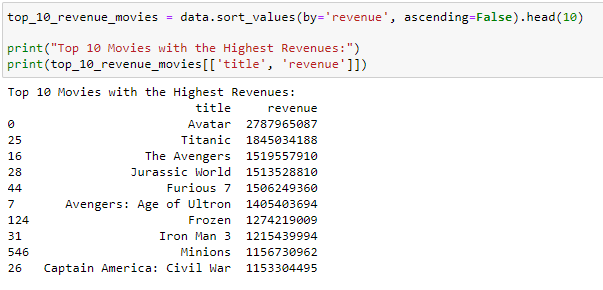 top_10_revenue_movies = data.sort_values(by='revenue', ascending=False).head(10)
print("Top 10 Movies with the Highest Revenues:")
print(top_10_revenue_movies[['title', 'revenue']])
Top 10 Movies with the Highest Revenues:
title revenue
0 Avatar 2787965087
25 Titanic 1845034188
16 The Avengers 1519557910
28 Jurassic World 1513528810
44 Furious 7 1506249360
7 Avengers: Age of Ultron 1405403694
124 Frozen 1274219009
31 Iron Man 3 1215439994
546 Minions 1156730962
26 Captain America: Civil War 1153304495